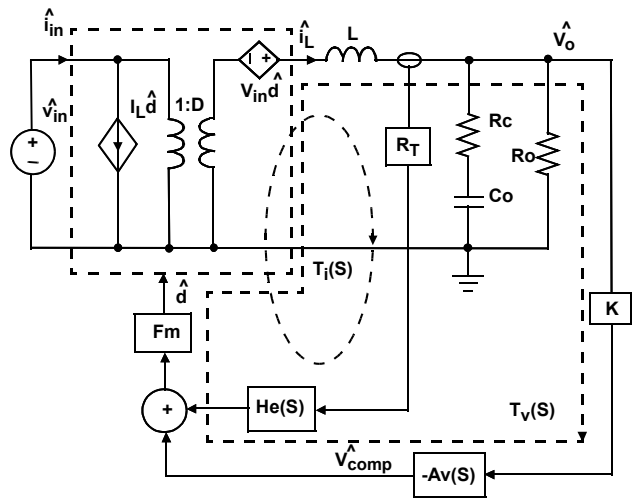 î_in
î_L
L
V̂_o
v̂_in
+
–
I_L d̂
1:D
+
V_in d̂
R_T
Rc
Ro
Co
T_i(S)
d̂
K
Fm
+
He(S)
T_v(S)
V̂_comp
-Av(S)